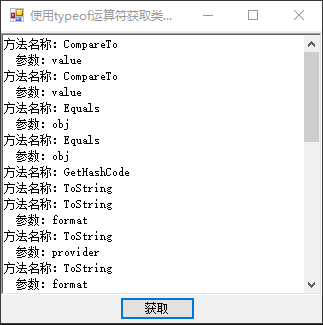 使用typeof运算符获取类...
方法名称：CompareTo
参数：value
方法名称：CompareTo
参数：value
方法名称：Equals
参数：obj
方法名称：Equals
参数：obj
方法名称：GetHashCode
方法名称：ToString
方法名称：ToString
参数：format
方法名称：ToString
参数：provider
方法名称：ToString
参数：format
获取